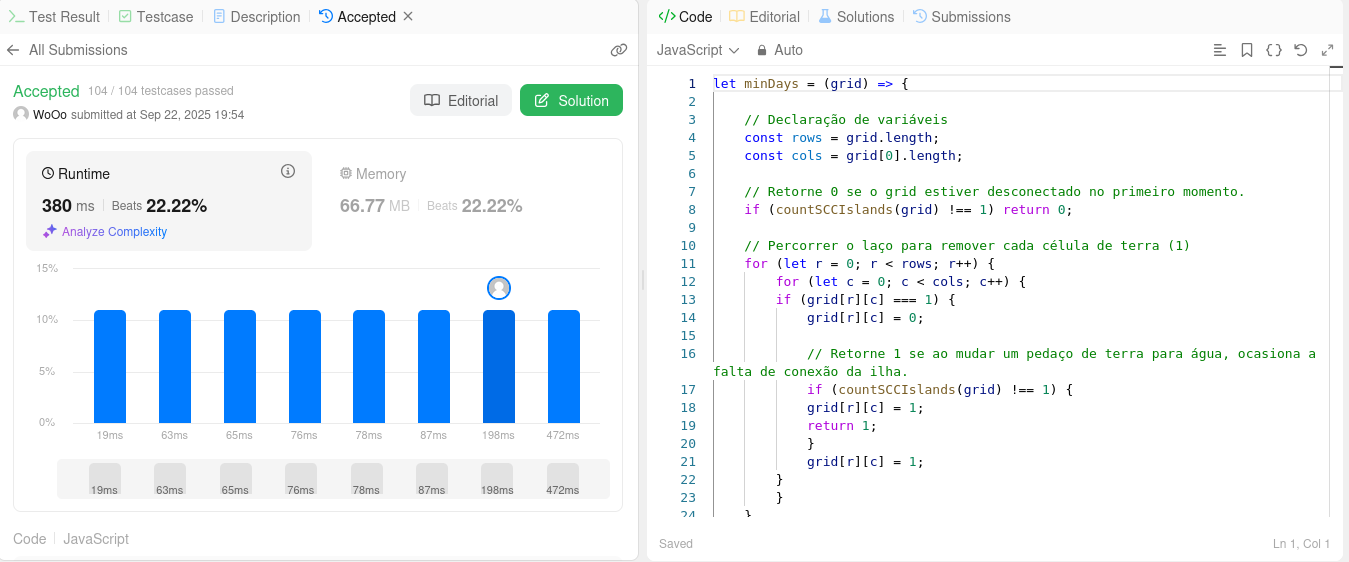 Test Result Testcase Description Accepted
All Submissions
Accepted 104 / 104 testcases passed
WoOo submitted at Sep 22, 2025 19:54
Editorial Solution
Runtime
380 ms Beats 22.22%
Analyze Complexity
Memory
66.77 MB Beats 22.22%
15%
10%
5%
0%
19ms 63ms 65ms 76ms 78ms 87ms 198ms 472ms
19ms 63ms 65ms 76ms 78ms 87ms 198ms 472ms
Code JavaScript
</> Code Editorial Solutions Submissions
JavaScript Auto
1 let minDays = (grid) => {
2
3 // Declaração de variáveis
4 const rows = grid.length;
5 const cols = grid[0].length;
6
7 // Retorne 0 se o grid estiver desconectado no primeiro momento.
8 if (countSCCIslands(grid) !== 1) return 0;
9
10 // Percorrer o laço para remover cada célula de terra (1)
11 for (let r = 0; r < rows; r++) {
12 for (let c = 0; c < cols; c++) {
13 if (grid[r][c] === 1) {
14 grid[r][c] = 0;
15
16 // Retorne 1 se ao mudar um pedaço de terra para água, ocasiona a
falta de conexão da ilha.
17 if (countSCCIslands(grid) !== 1) {
18 grid[r][c] = 1;
19 return 1;
20 }
21 grid[r][c] = 1;
22 }
23 }
24 }
Saved Ln 1, Col 1